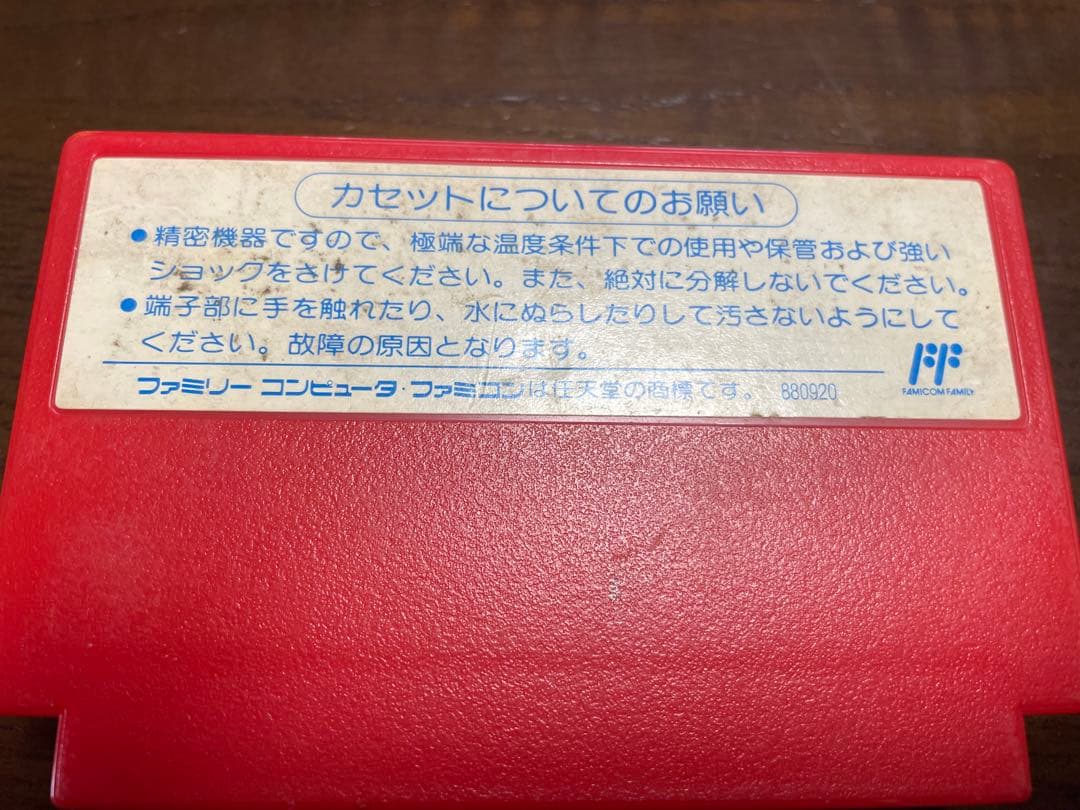 カセットについてのお願い
●精密機器ですので、極端な温度条件下での使用や保管および強い
ショックをさけてください。また、絶対に分解しないでください。
●端子部に手を触れたり、水にぬらしたりして汚さないようにして
ください。故障の原因となります。
ファミリーコンピュータ・ファミコンは任天堂の商標です。 880920
FAMICOM FAMILY